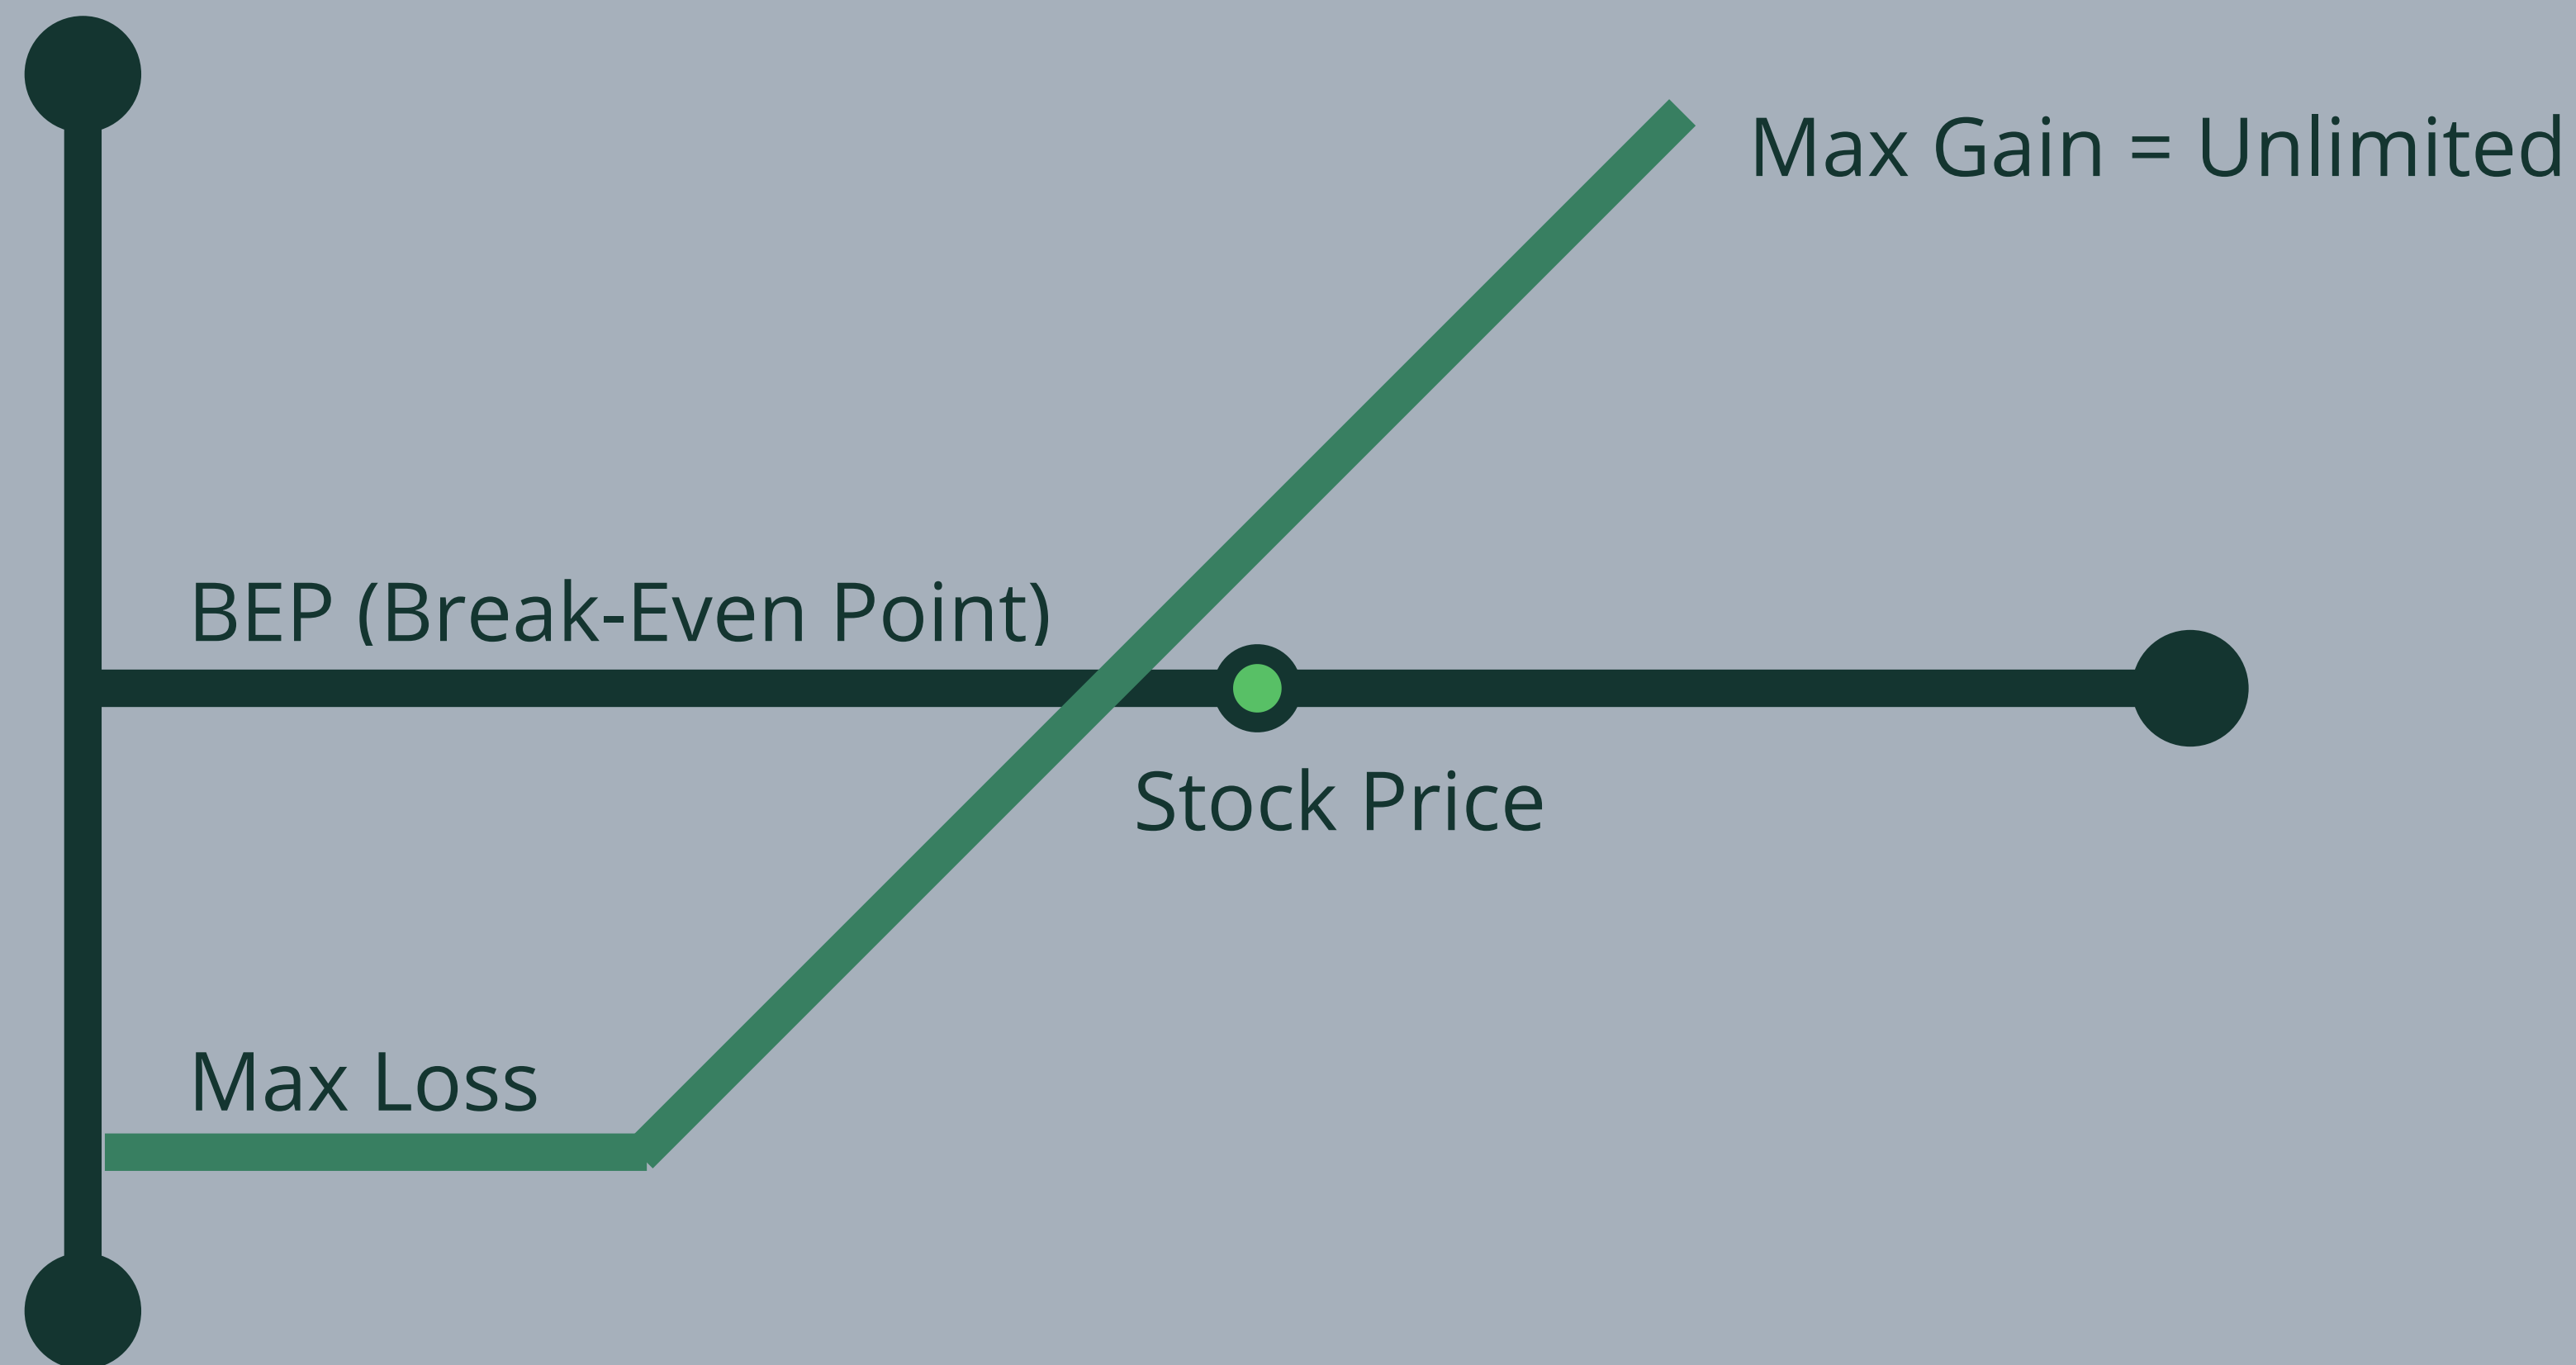 Max Gain = Unlimited
BEP (Break-Even Point)
Stock Price
Max Loss